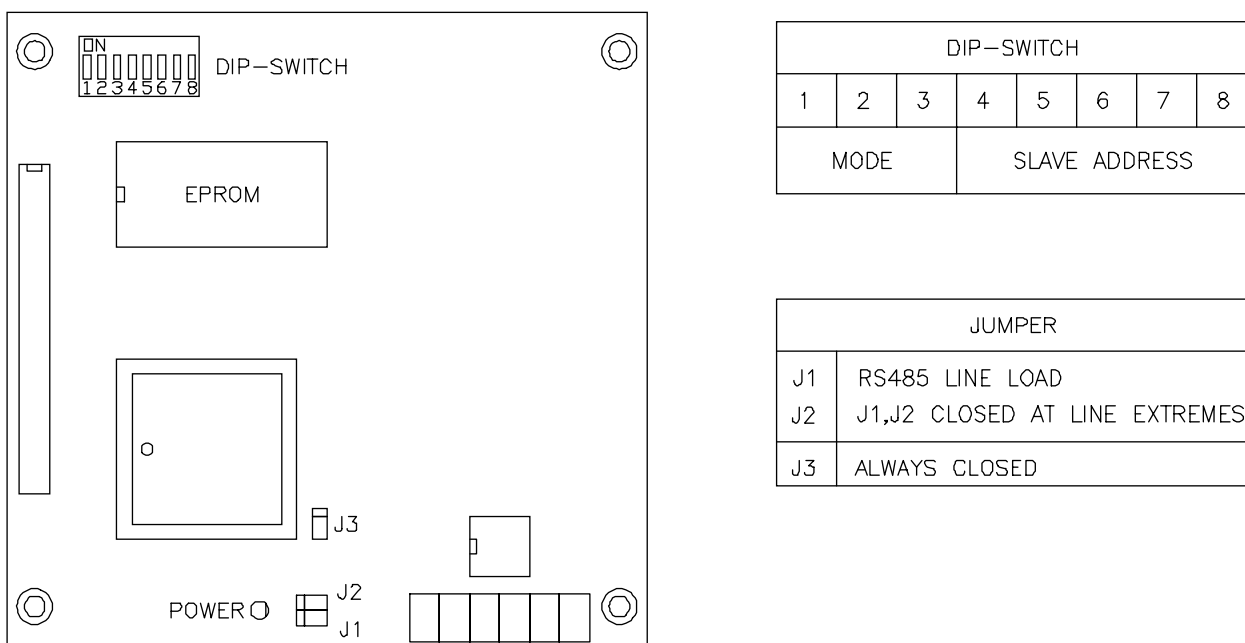 ON
12345678
DIP-SWITCH
EPROM
J3
POWER
J2
J1
DIP-SWITCH
1 2 3 4 5 6 7 8
MODE SLAVE ADDRESS
JUMPER
J1 RS485 LINE LOAD
J2 J1,J2 CLOSED AT LINE EXTREMES
J3 ALWAYS CLOSED